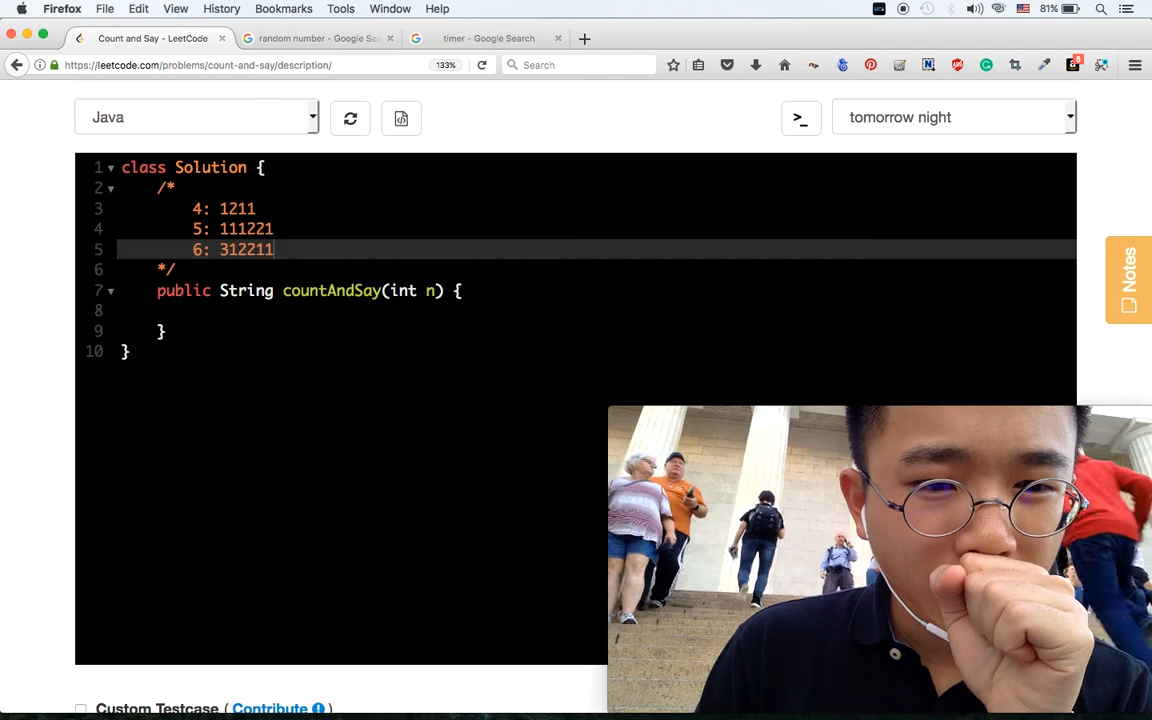 Firefox File Edit View History Bookmarks Tools Window Help 81%
Count and Say - LeetCode × random number - Google Sea × timer - Google Search × +
https://leetcode.com/problems/count-and-say/description/ 133% Search 6
Java >_ tomorrow night
1 class Solution {
2 /*
3 4: 1211
4 5: 111221
5 6: 312211
6 */
7 public String countAndSay(int n) {
8
9 }
10 }
Notes
Custom Testcase ( Contribute )